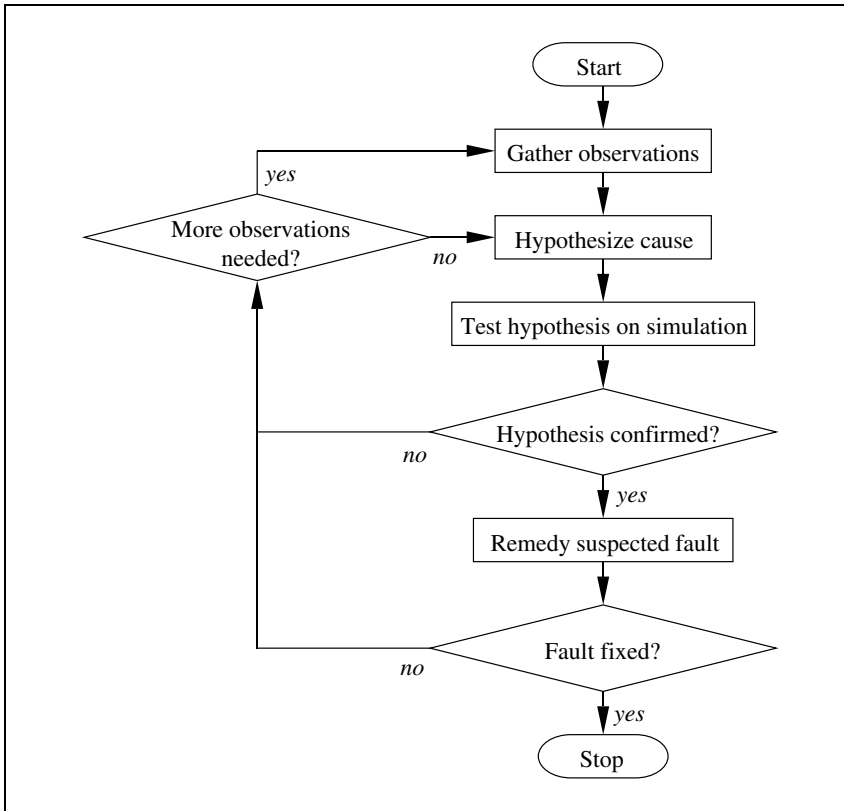 Start
Gather observations
yes
More observations
needed?
no
Hypothesize cause
Test hypothesis on simulation
Hypothesis confirmed?
no
yes
Remedy suspected fault
Fault fixed?
no
yes
Stop